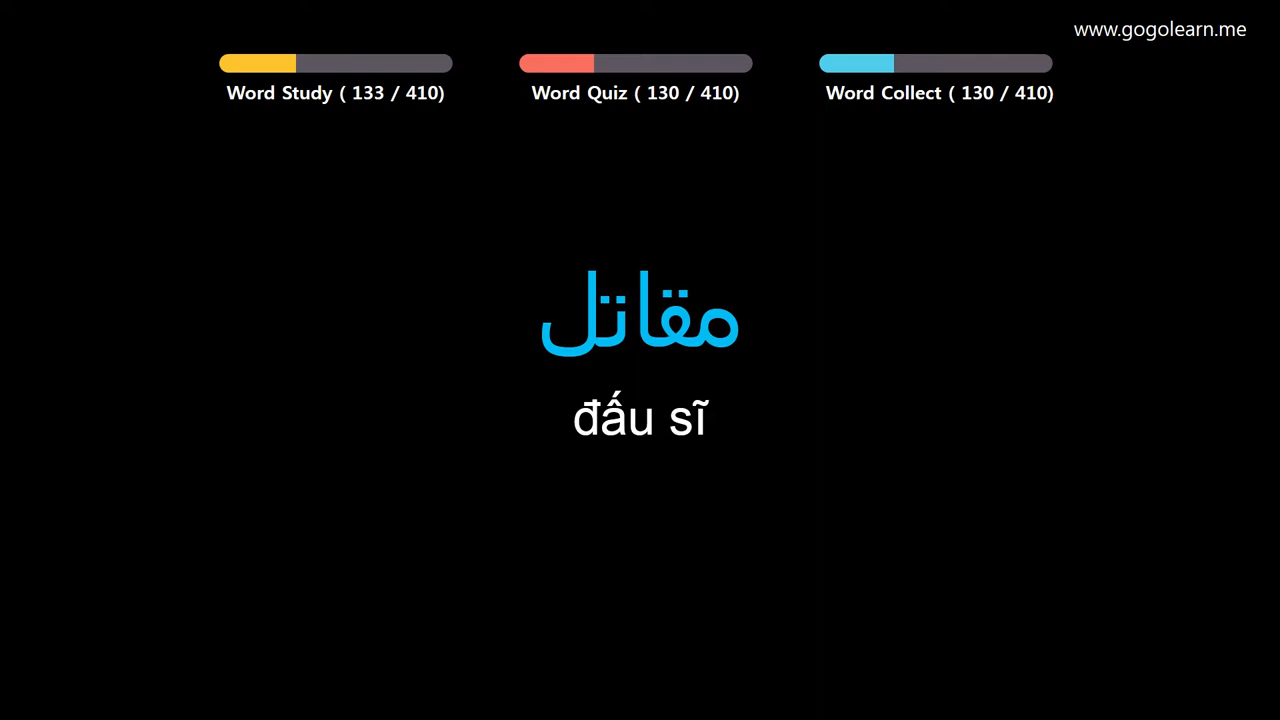 www.gogolearn.me
Word Study ( 133 / 410)
Word Quiz ( 130 / 410)
Word Collect ( 130 / 410)
مقاتل
đấu sĩ